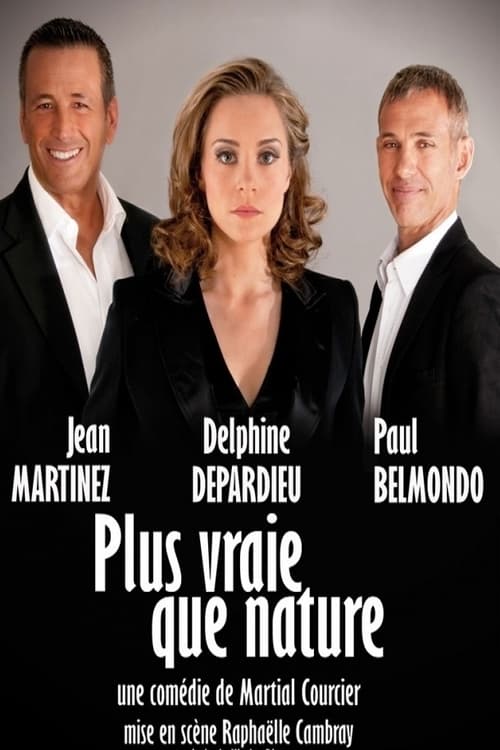 Jean Delphine Paul
MARTINEZ DEPARDIEU BELMONDO
Plus vraie
que nature
une comédie de Martial Courcier
mise en scène Raphaëlle Cambray